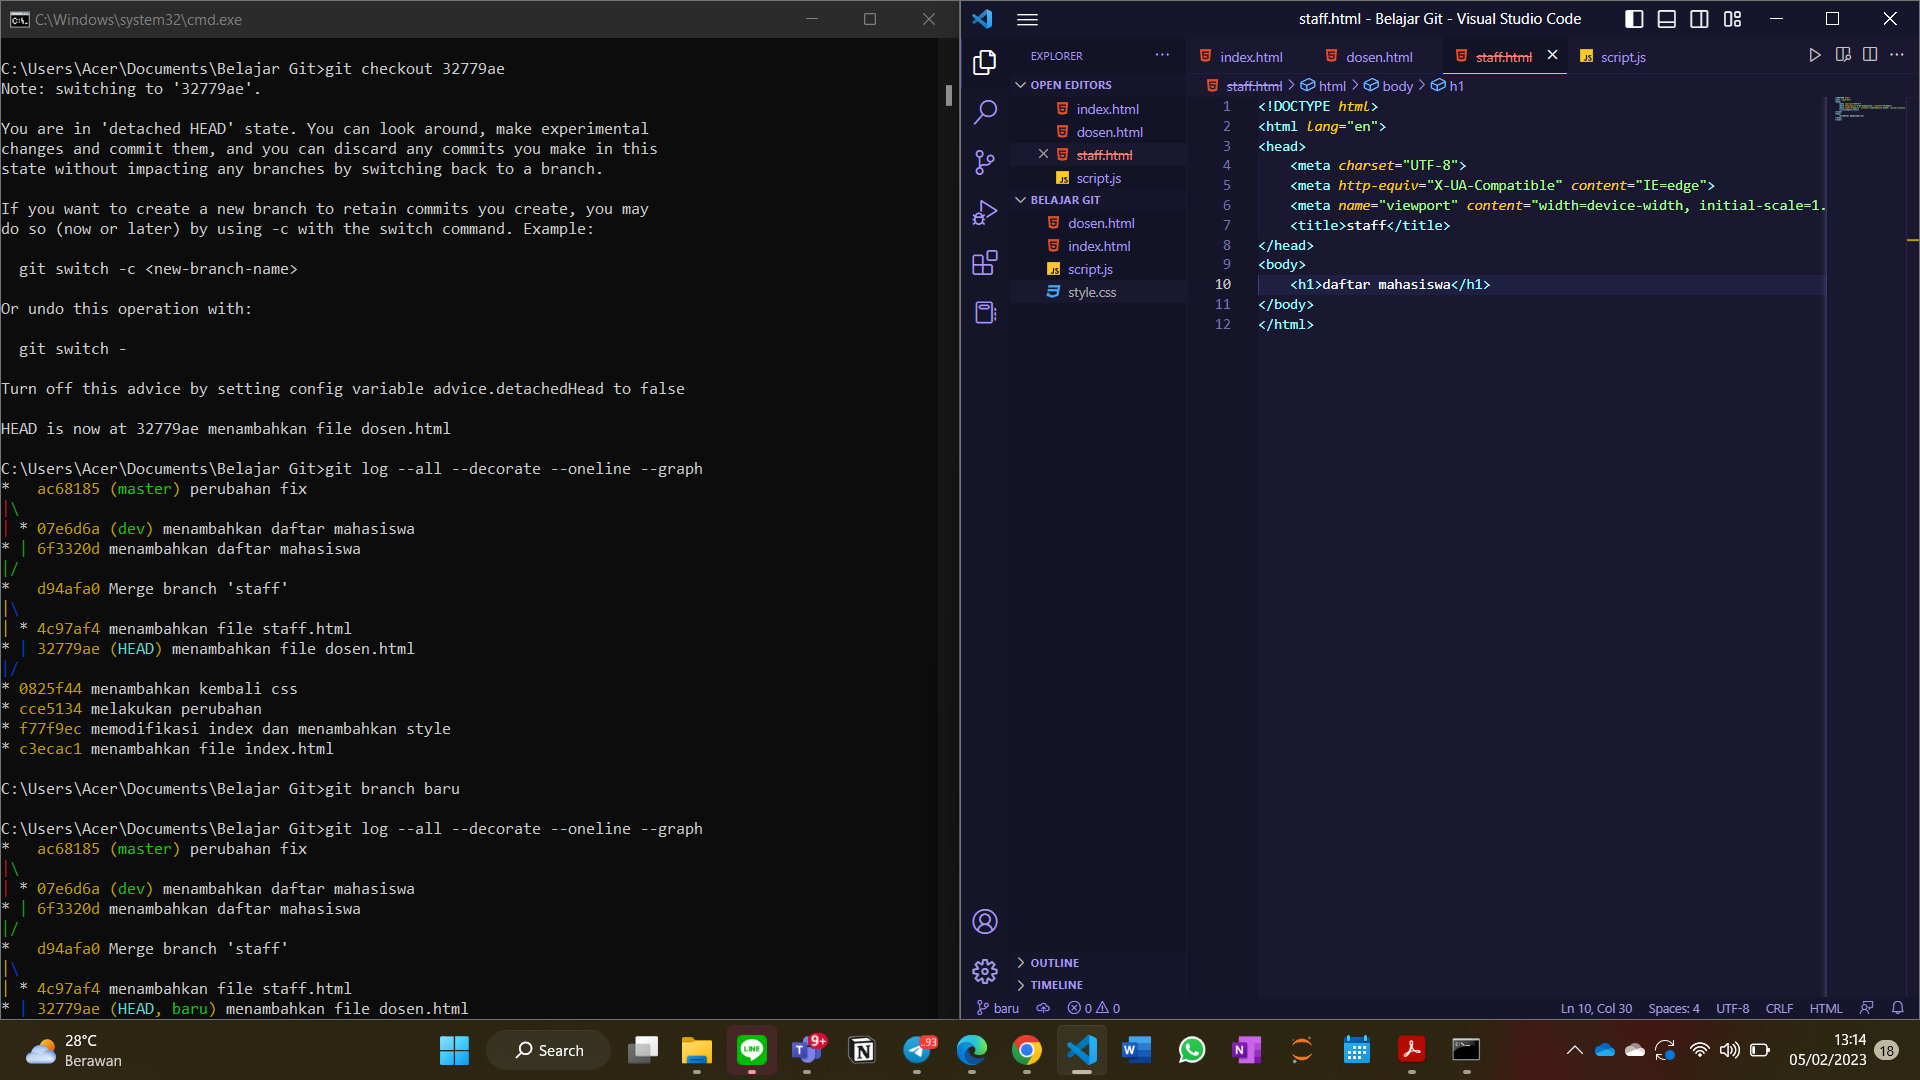 C:\Windows\system32\cmd.exe
C:\Users\Acer\Documents\Belajar Git>git checkout 32779ae
Note: switching to '32779ae'.
You are in 'detached HEAD' state. You can look around, make experimental
changes and commit them, and you can discard any commits you make in this
state without impacting any branches by switching back to a branch.
If you want to create a new branch to retain commits you create, you may
do so (now or later) by using -c with the switch command. Example:
git switch -c <new-branch-name>
Or undo this operation with:
git switch -
Turn off this advice by setting config variable advice.detachedHead to false
HEAD is now at 32779ae menambahkan file dosen.html
C:\Users\Acer\Documents\Belajar Git>git log --all --decorate --oneline --graph
*   ac68185 (master) perubahan fix
|\
| * 07e6d6a (dev) menambahkan daftar mahasiswa
* | 6f3320d menambahkan daftar mahasiswa
|/
*   d94afa0 Merge branch 'staff'
|\
| * 4c97af4 menambahkan file staff.html
* | 32779ae (HEAD) menambahkan file dosen.html
|/
* 0825f44 menambahkan kembali css
* cce5134 melakukan perubahan
* f77f9ec memodifikasi index dan menambahkan style
* c3ecac1 menambahkan file index.html
C:\Users\Acer\Documents\Belajar Git>git branch baru
C:\Users\Acer\Documents\Belajar Git>git log --all --decorate --oneline --graph
*   ac68185 (master) perubahan fix
|\
| * 07e6d6a (dev) menambahkan daftar mahasiswa
* | 6f3320d menambahkan daftar mahasiswa
|/
*   d94afa0 Merge branch 'staff'
|\
| * 4c97af4 menambahkan file staff.html
* | 32779ae (HEAD, baru) menambahkan file dosen.html
staff.html - Belajar Git - Visual Studio Code
EXPLORER
OPEN EDITORS
index.html
dosen.html
staff.html
script.js
BELAJAR GIT
dosen.html
index.html
script.js
style.css
OUTLINE
TIMELINE
index.html dosen.html staff.html script.js
staff.html > html > body > h1
1 <!DOCTYPE html>
2 <html lang="en">
3 <head>
4 <meta charset="UTF-8">
5 <meta http-equiv="X-UA-Compatible" content="IE=edge">
6 <meta name="viewport" content="width=device-width, initial-scale=1.
7 <title>staff</title>
8 </head>
9 <body>
10 <h1>daftar mahasiswa</h1>
11 </body>
12 </html>
baru 0 0 Ln 10, Col 30 Spaces: 4 UTF-8 CRLF HTML
28°C
Berawan
Search
LINE
9+
93
13:14
05/02/2023
18